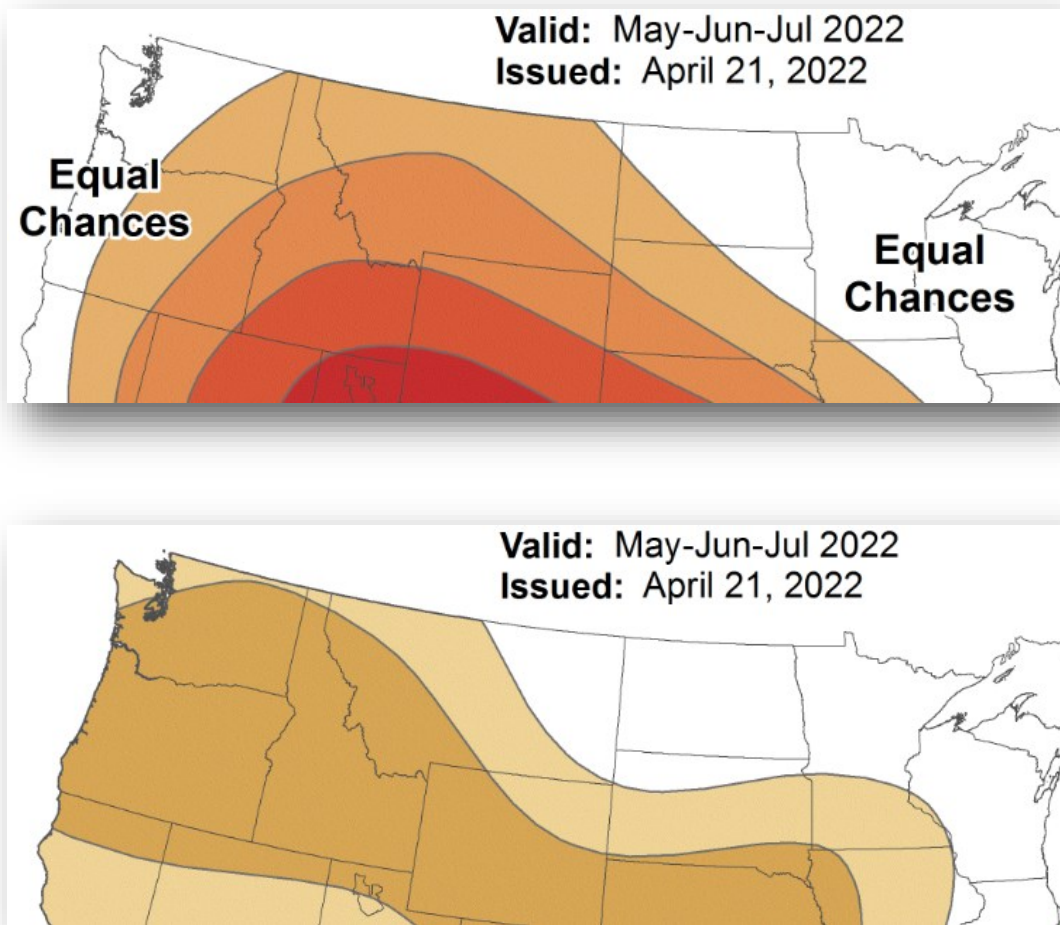 Valid: May-Jun-Jul 2022
Issued: April 21, 2022
Equal
Chances
Equal
Chances
Valid: May-Jun-Jul 2022
Issued: April 21, 2022